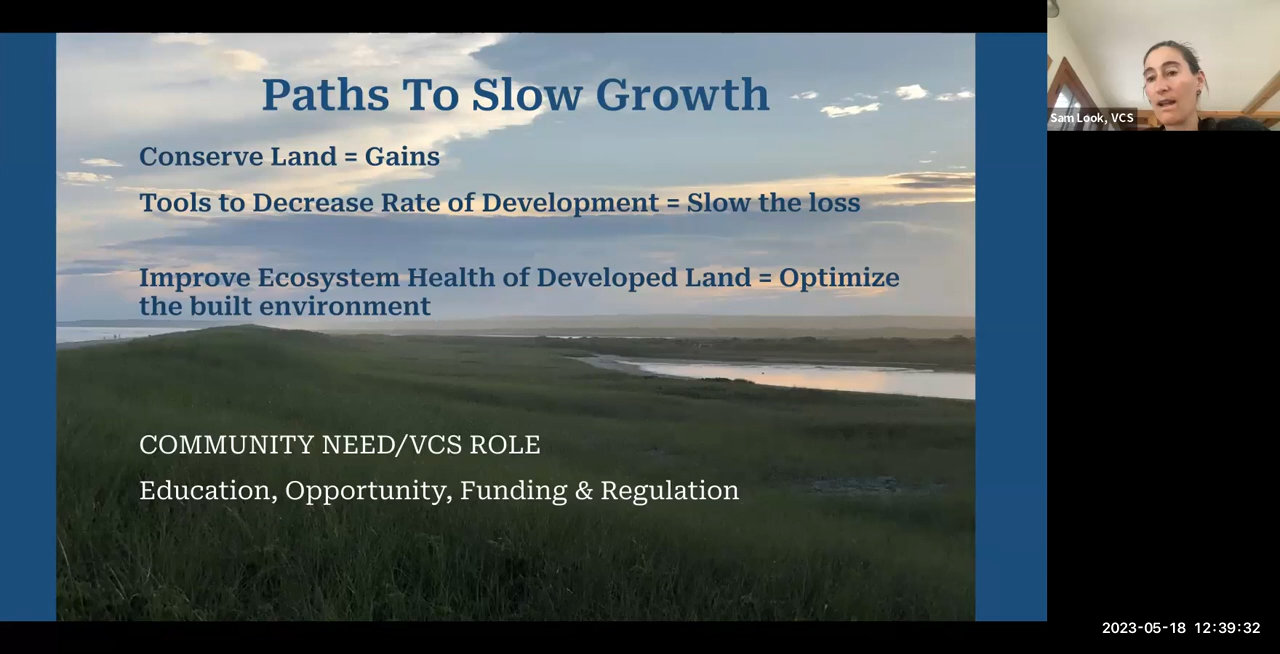 Paths To Slow Growth
Conserve Land = Gains
Tools to Decrease Rate of Development = Slow the loss
Improve Ecosystem Health of Developed Land = Optimize
the built environment
COMMUNITY NEED/VCS ROLE
Education, Opportunity, Funding & Regulation
Sam Look, VCS
2023-05-18 12:39:32